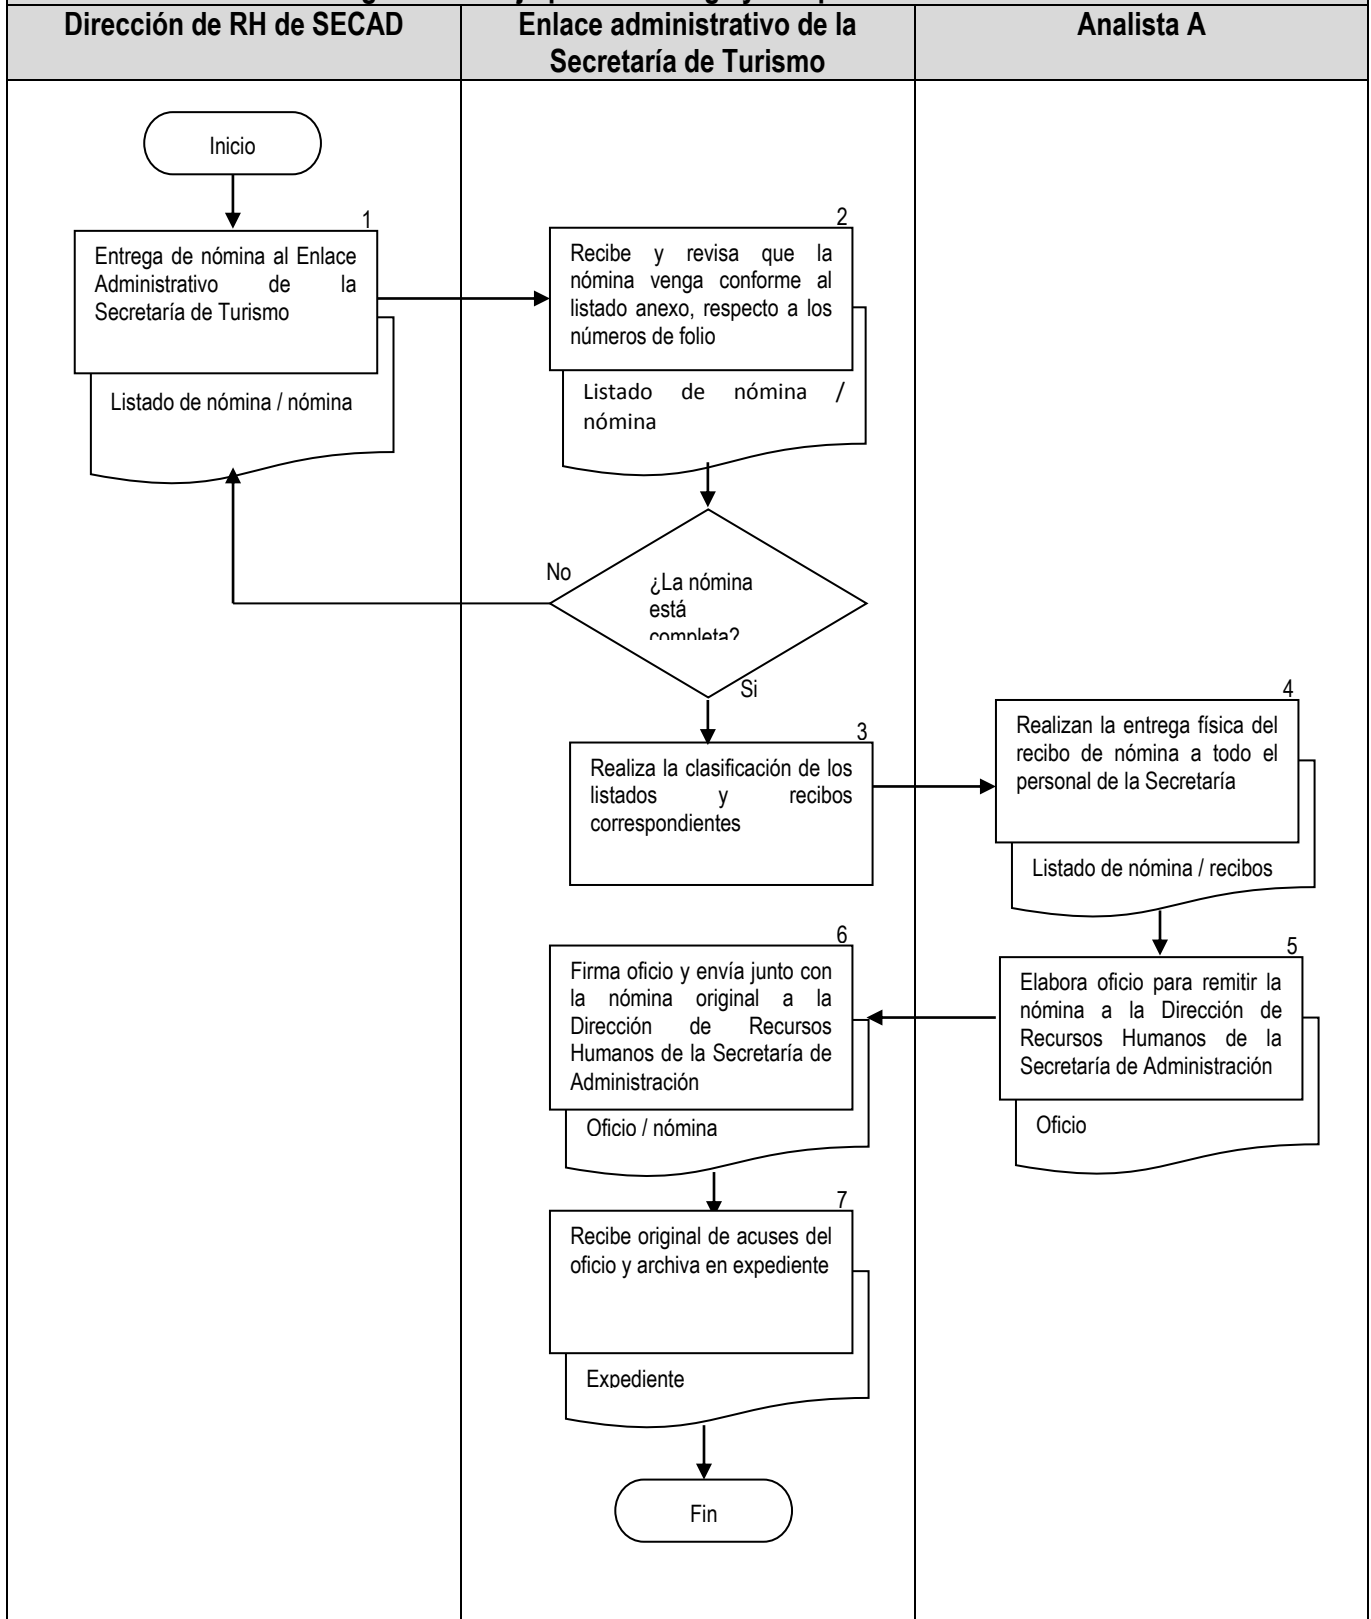 Dirección de RH de SECAD
Enlace administrativo de la
Secretaría de Turismo
Analista A
Inicio
1
Entrega de nómina al Enlace
Administrativo de la
Secretaría de Turismo
Listado de nómina / nómina
2
Recibe y revisa que la
nómina venga conforme al
listado anexo, respecto a los
números de folio
Listado de nómina /
nómina
No
¿La nómina
está
completa?
Si
3
Realiza la clasificación de los
listados y recibos
correspondientes
4
Realizan la entrega física del
recibo de nómina a todo el
personal de la Secretaría
Listado de nómina / recibos
5
Elabora oficio para remitir la
nómina a la Dirección de
Recursos Humanos de la
Secretaría de Administración
Oficio
6
Firma oficio y envía junto con
la nómina original a la
Dirección de Recursos
Humanos de la Secretaría de
Administración
Oficio / nómina
7
Recibe original de acuses del
oficio y archiva en expediente
Expediente
Fin